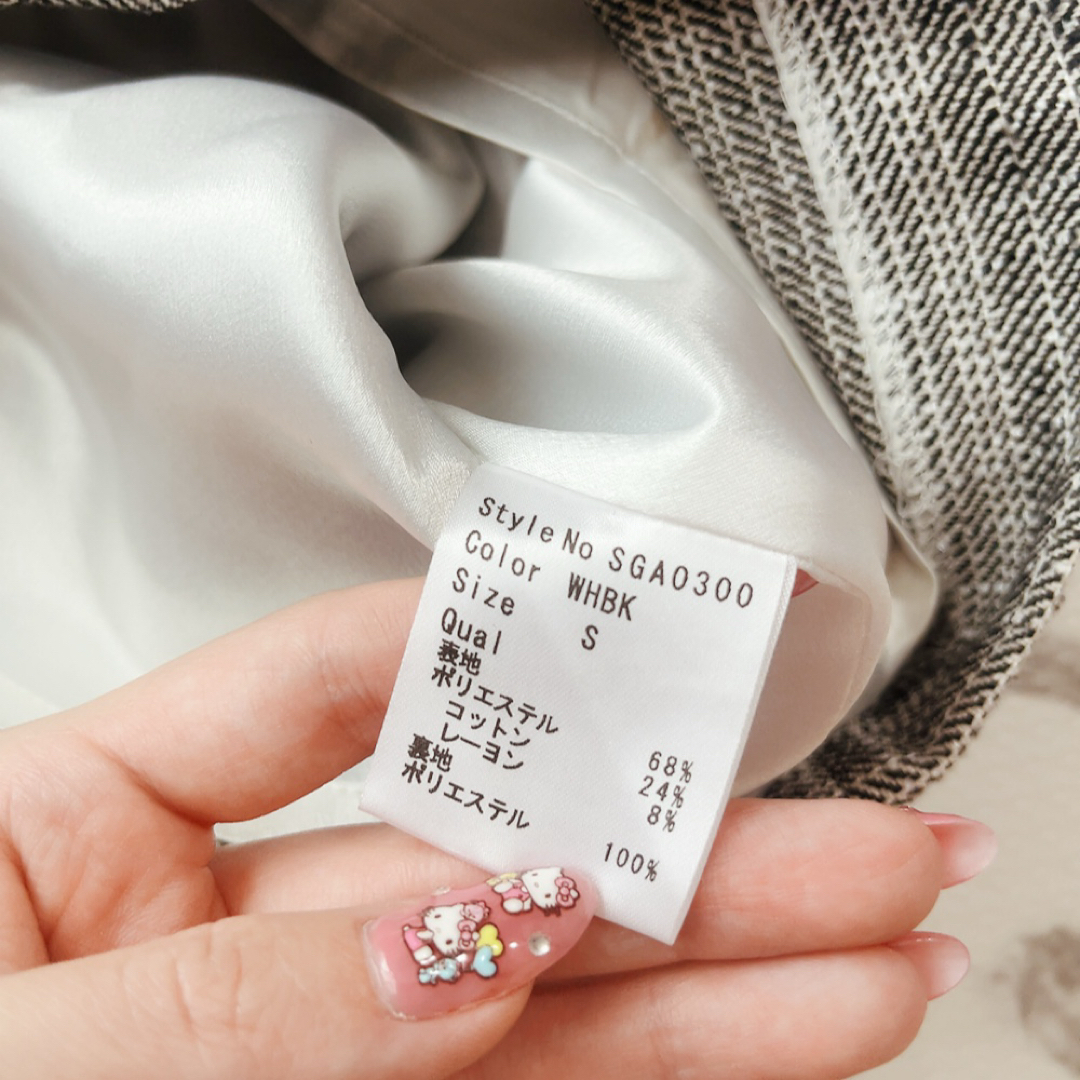 Style No SGA0300
Color WHBK
Size S
Qual
表地
ポリエステル 68%
コットン 24%
レーヨン 8%
裏地
ポリエステル 100%